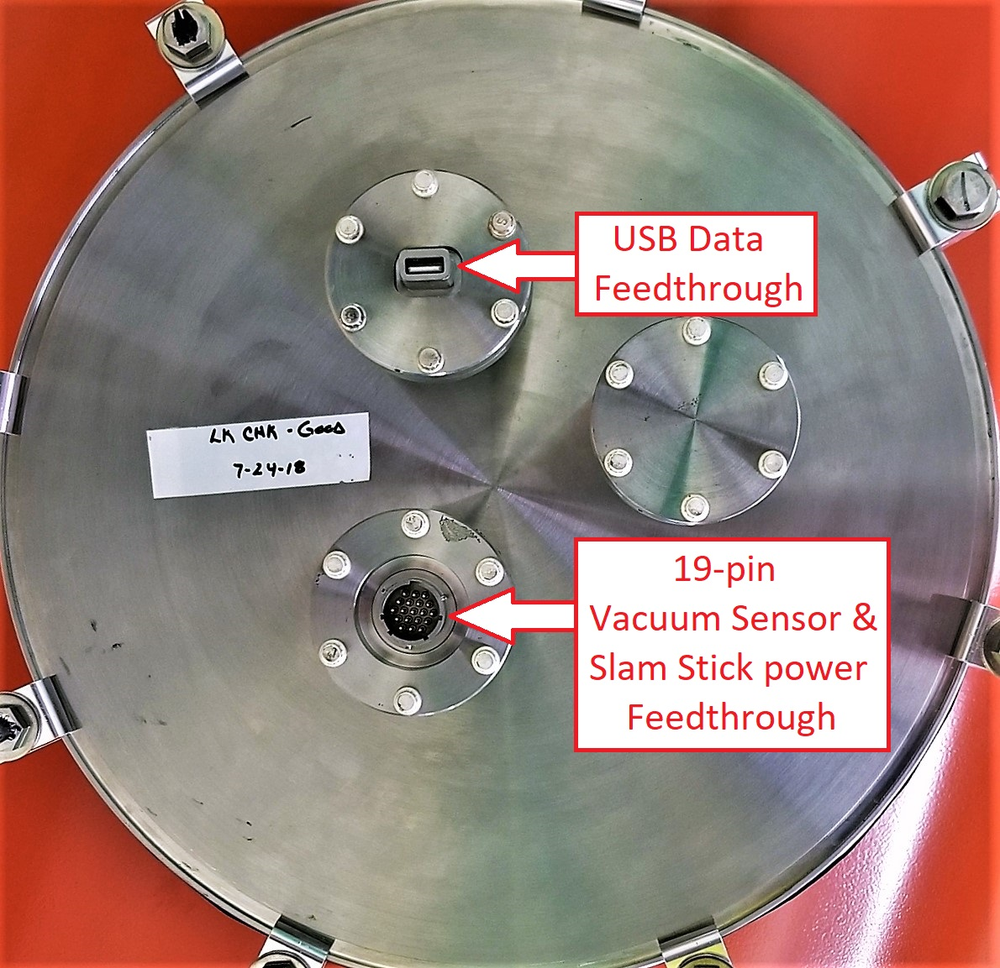 USB Data
Feedthrough
LK CHK - GOOD
7-24-18
19-pin
Vacuum Sensor &
Slam Stick power
Feedthrough